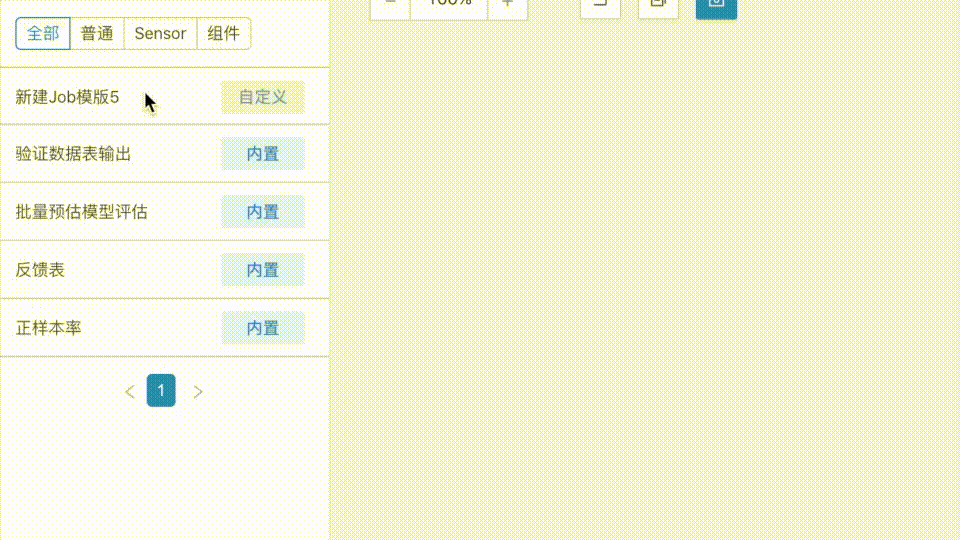 100%
全部 普通 Sensor 组件
新建Job模版5 自定义
验证数据表输出 内置
批量预估模型评估 内置
反馈表 内置
正样本率 内置
1